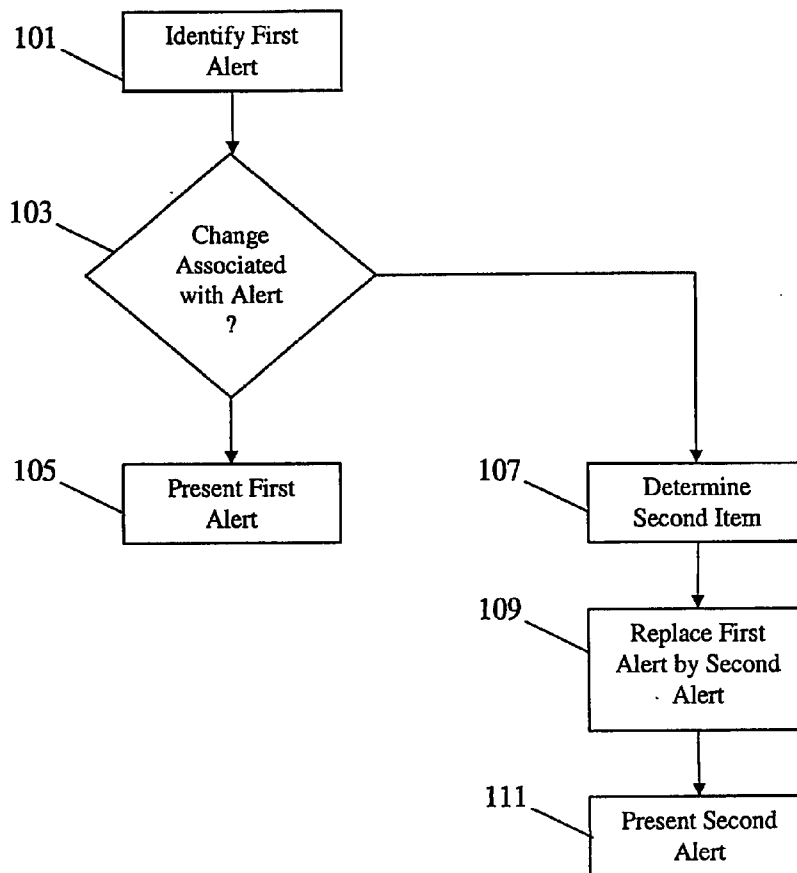 101
Identify First
Alert
103
Change
Associated
with Alert
?
105
Present First
Alert
107
Determine
Second Item
109
Replace First
Alert by Second
Alert
111
Present Second
Alert